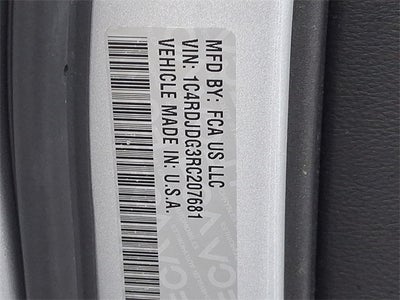 MFD BY: FCA US LLC
VIN: 1C4RDJDG3RC207681
VEHICLE MADE IN: U.S.A.